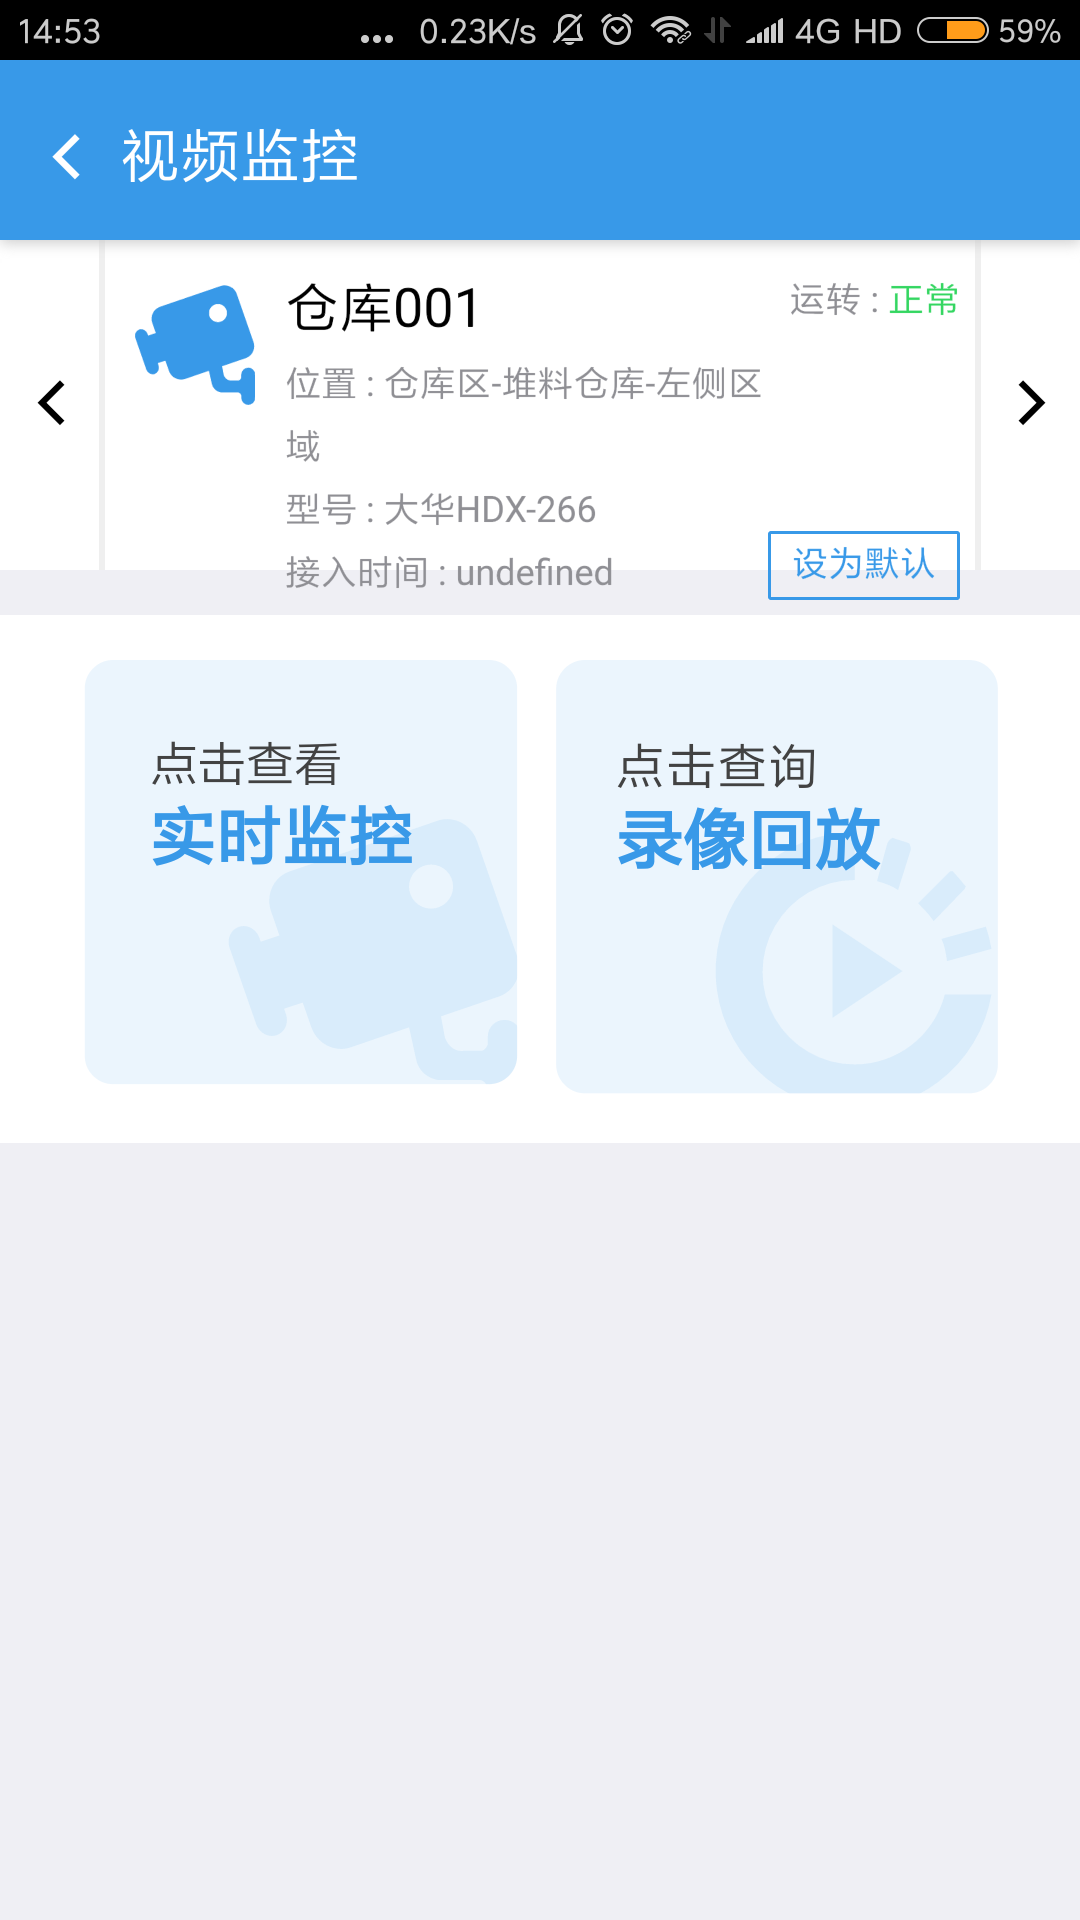 14:53 ... 0.23K/s 4G HD 59%
视频监控
仓库001
运转 : 正常
位置 : 仓库区-堆料仓库-左侧区
域
型号 : 大华HDX-266
接入时间 : undefined
设为默认
点击查看
实时监控
点击查询
录像回放